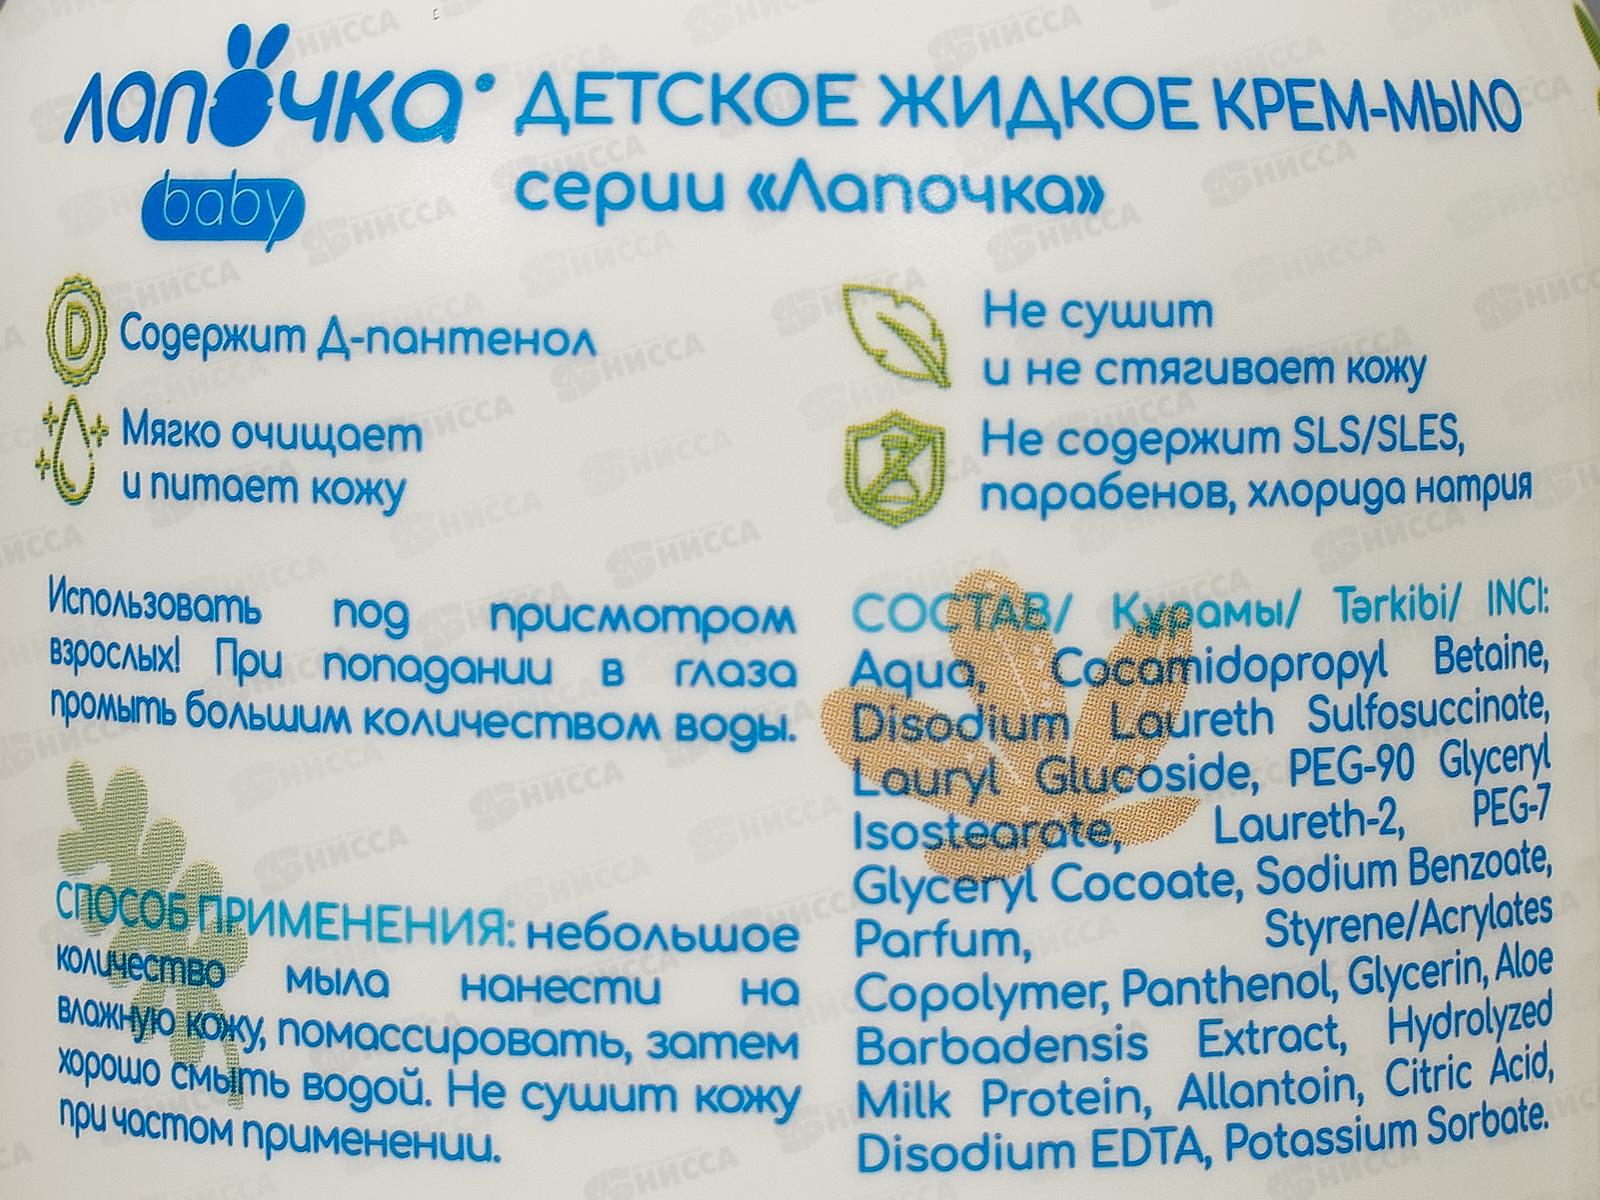 лапочка
baby
ДЕТСКОЕ ЖИДКОЕ КРЕМ-МЫЛО
серии «Лапочка»
D
Содержит Д-пантенол
Мягко очищает
и питает кожу
Не сушит
и не стягивает кожу
Не содержит SLS/SLES,
парабенов, хлорида натрия
Использовать под присмотром
взрослых! При попадании в глаза
промыть большим количеством воды.
СПОСОБ ПРИМЕНЕНИЯ: небольшое
количество мыла нанести на
влажную кожу, помассировать, затем
хорошо смыть водой. Не сушит кожу
при частом применении.
СОСТАВ/ Құрамы/ Tərkibi/ INCI:
Aqua, Cocamidopropyl Betaine,
Disodium Laureth Sulfosuccinate,
Lauryl Glucoside, PEG-90 Glyceryl
Isostearate, Laureth-2, PEG-7
Glyceryl Cocoate, Sodium Benzoate,
Parfum, Styrene/Acrylates
Copolymer, Panthenol, Glycerin, Aloe
Barbadensis Extract, Hydrolyzed
Milk Protein, Allantoin, Citric Acid,
Disodium EDTA, Potassium Sorbate.
НИССА